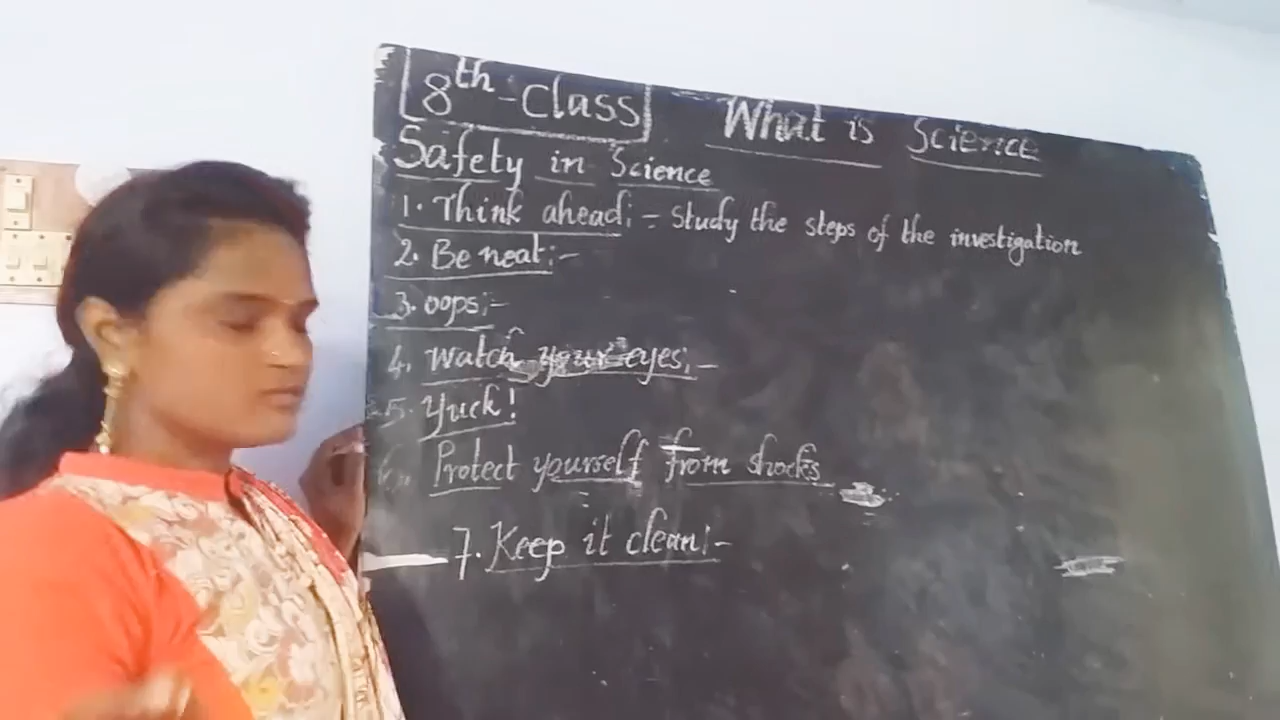 8th - Class
What is Science
Safety in Science
1. Think ahead; - Study the steps of the investigation
2. Be neat:-
3. oops;-
4. Watch your eyes;-
5. Yuck!
Protect yourself from shocks
7. Keep it clean;-